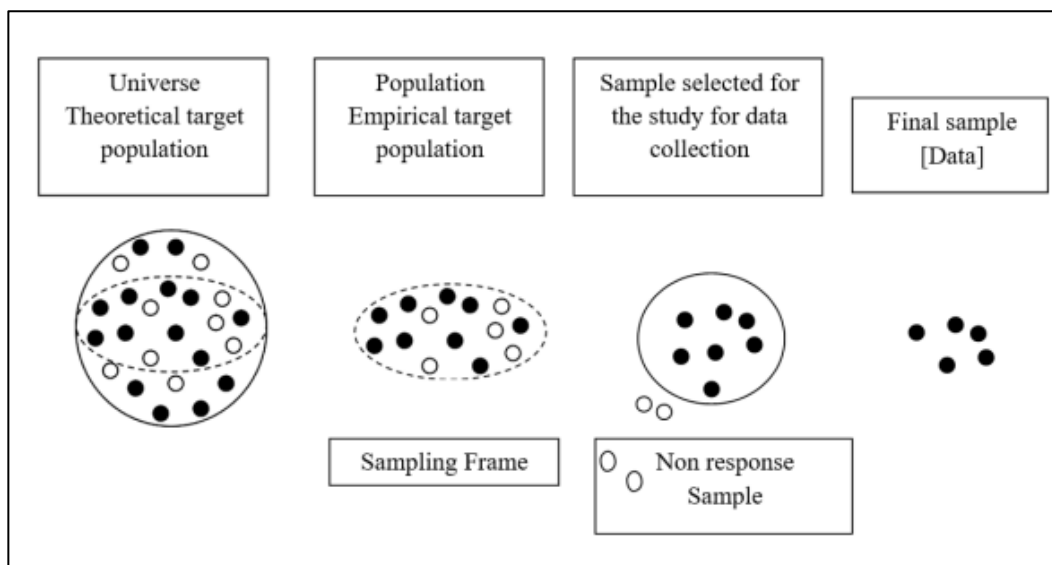 Universe
Theoretical target
population
Population
Empirical target
population
Sample selected for
the study for data
collection
Final sample
[Data]
Sampling Frame
Non response
Sample